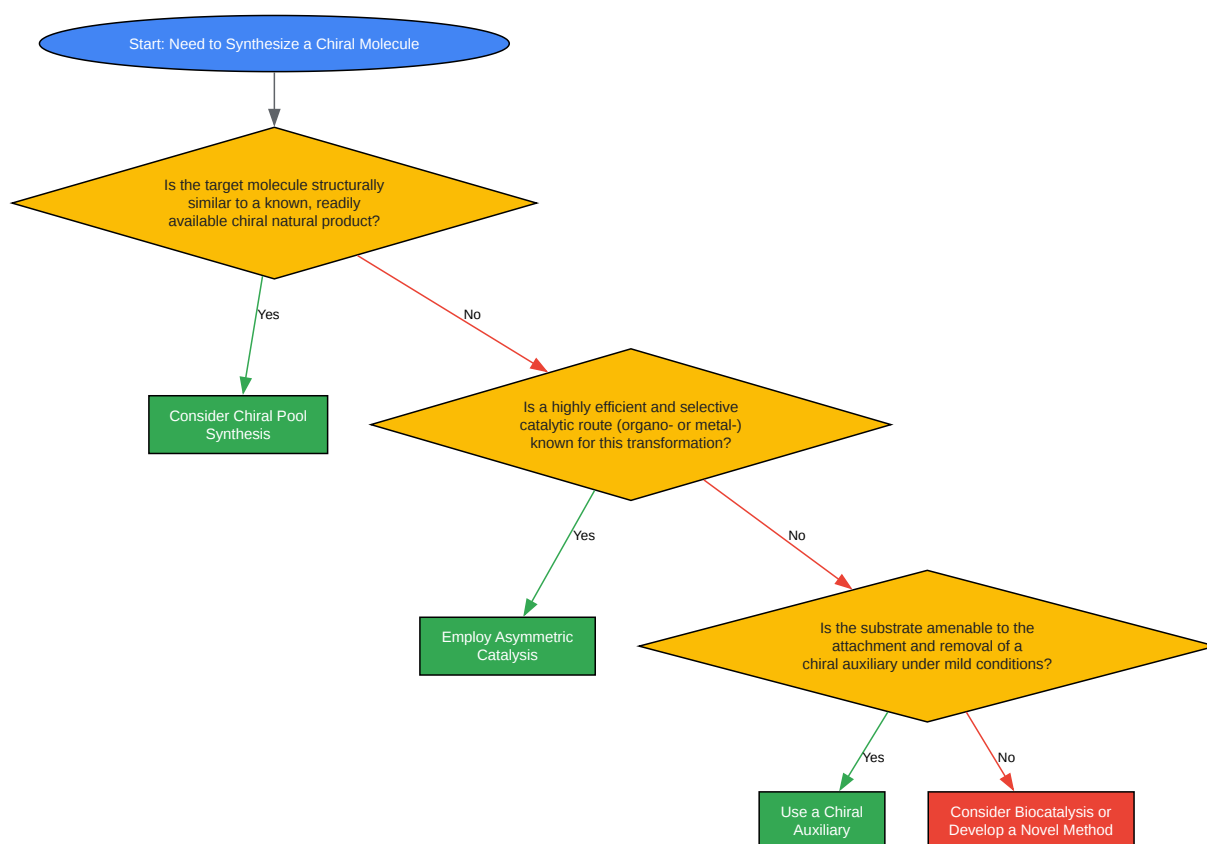 Start: Need to Synthesize a Chiral Molecule
Is the target molecule structurally
similar to a known, readily
available chiral natural product?
Yes
No
Consider Chiral Pool
Synthesis
Is a highly efficient and selective
catalytic route (organo- or metal-)
known for this transformation?
Yes
No
Employ Asymmetric
Catalysis
Is the substrate amenable to the
attachment and removal of a
chiral auxiliary under mild conditions?
Yes
No
Use a Chiral
Auxiliary
Consider Biocatalysis or
Develop a Novel Method